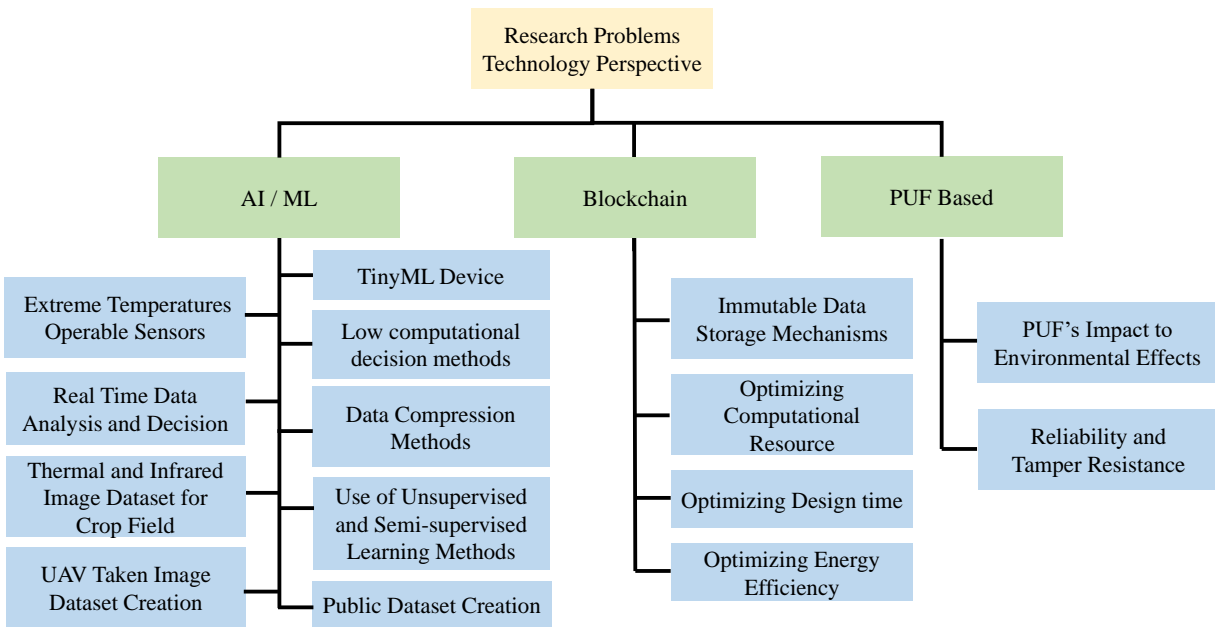 Research Problems
Technology Perspective
AI / ML
Blockchain
PUF Based
Extreme Temperatures
Operable Sensors
Real Time Data
Analysis and Decision
Thermal and Infrared
Image Dataset for
Crop Field
UAV Taken Image
Dataset Creation
TinyML Device
Low computational
decision methods
Data Compression
Methods
Use of Unsupervised
and Semi-supervised
Learning Methods
Public Dataset Creation
Immutable Data
Storage Mechanisms
Optimizing
Computational
Resource
Optimizing Design time
Optimizing Energy
Efficiency
PUF’s Impact to
Environmental Effects
Reliability and
Tamper Resistance